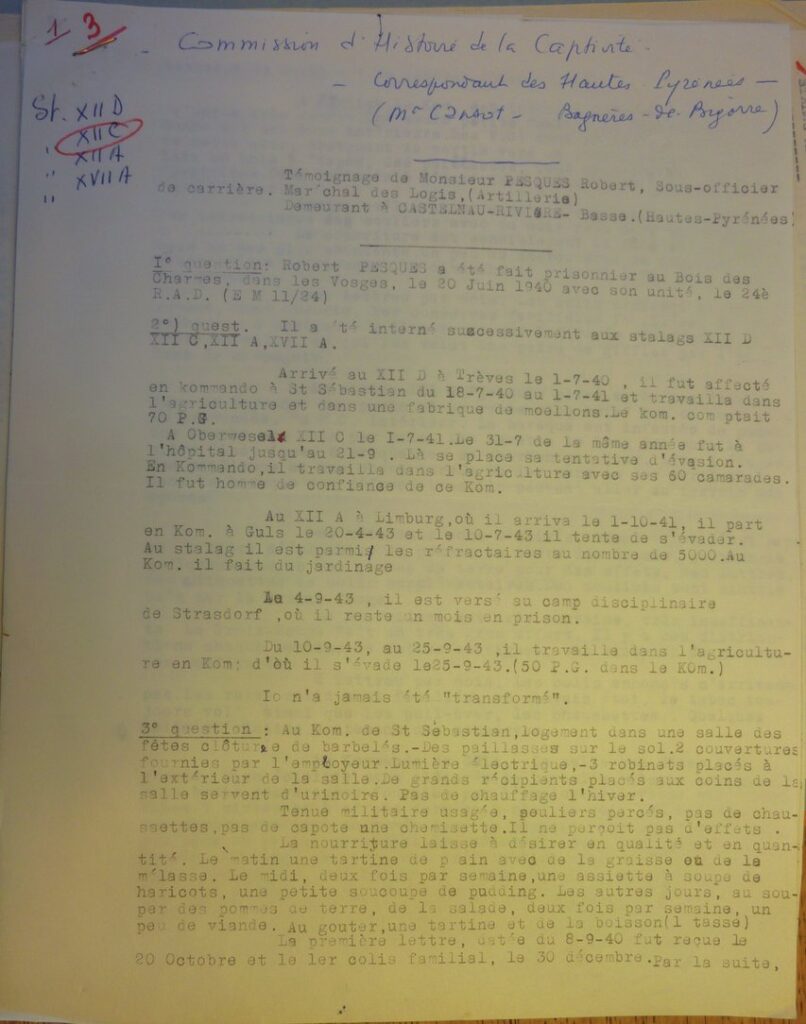 1 3
- Commission d'Histoire de la Captivité -
- Correspondant des Hautes Pyrénées -
(Mr Cansot - Bagnères-de-Bigorre)
St. XII D
" XII C
" XII A
" XVII A
Témoignage de Monsieur PESQUES Robert, Sous-officier
de carrière. Mar'chal des Logis,(Artillerie)
Demeurant à CASTELNAU-RIVIERE- Basse.(Hautes-Pyrénées)
I° question: Robert PESQUES a été fait prisonnier au Bois des
Charmes, dans les Vosges, le 20 Juin 1940 avec son unité, le 24è
R.A.D. (E M 11/24)
2°) quest. Il a été interné successivement aux stalags XII D
XII C,XII A,XVII A.
Arrivé au XII D à Trèves le 1-7-40 , il fut affecté
en kommando à St Sébastian du 18-7-40 au 1-7-41 et travailla dans
l'agriculture et dans une fabrique de moellons.Le kom. com ptait
70 P.G.
A Oberwesel XII C le I-7-41.Le 31-7 de la même année fut à
l'hôpital jusqu'au 21-9 . Là se place sa tentative d'évasion.
En Kommando,il travailla dans l'agriculture avec ses 60 camarades.
Il fut homme de confiance de ce Kom.
Au XII A à Limburg,où il arriva le 1-10-41, il part
en Kom. à Guls le 20-4-43 et le 10-7-43 il tente de s'évader.
Au stalag il est parmi les réfractaires au nombre de 5000.Au
Kom. il fait du jardinage
Le 4-9-43 , il est versé au camp disciplinaire
de Strasdorf ,où il reste un mois en prison.
Du 10-9-43, au 25-9-43 ,il travaille dans l'agricultu-
re en Kom; d'où il s'évade le25-9-43.(50 P.G. dans le KOm.)
Io n'a jamais été "transformé".
3° question : Au Kom. de St Sébastian,logement dans une salle des
fêtes clôturée de barbelés.-Des paillasses sur le sol.2 couvertures
fournies par l'employeur.Lumière électrique,-3 robinets placés à
l'extérieur de la salle.De grands récipients placés aux coins de la
salle servent d'urinoirs. Pas de chauffage l'hiver.
Tenue militaire usagée, souliers percés, pas de chau-
ssettes,pas de capote une chemisette.Il ne perçoit pas d'effets .
La nourriture laisse à désirer en qualité et en quan-
tité. Le matin une tartine de p ain avec de la graisse ou de la
mélasse. Le midi, deux fois par semaine,une assiette à soupe de
haricots, une petite soucoupe de pudding. Les autres jours, au sou-
per des pommes de terre, de la salade, deux fois par semaine, un
peu de viande. Au gouter,une tartine et de la boisson(1 tasse)
La première lettre, datée du 8-9-40 fut reçue le
20 Octobre et le 1er colis familial, le 30 décembre.Par la suite,